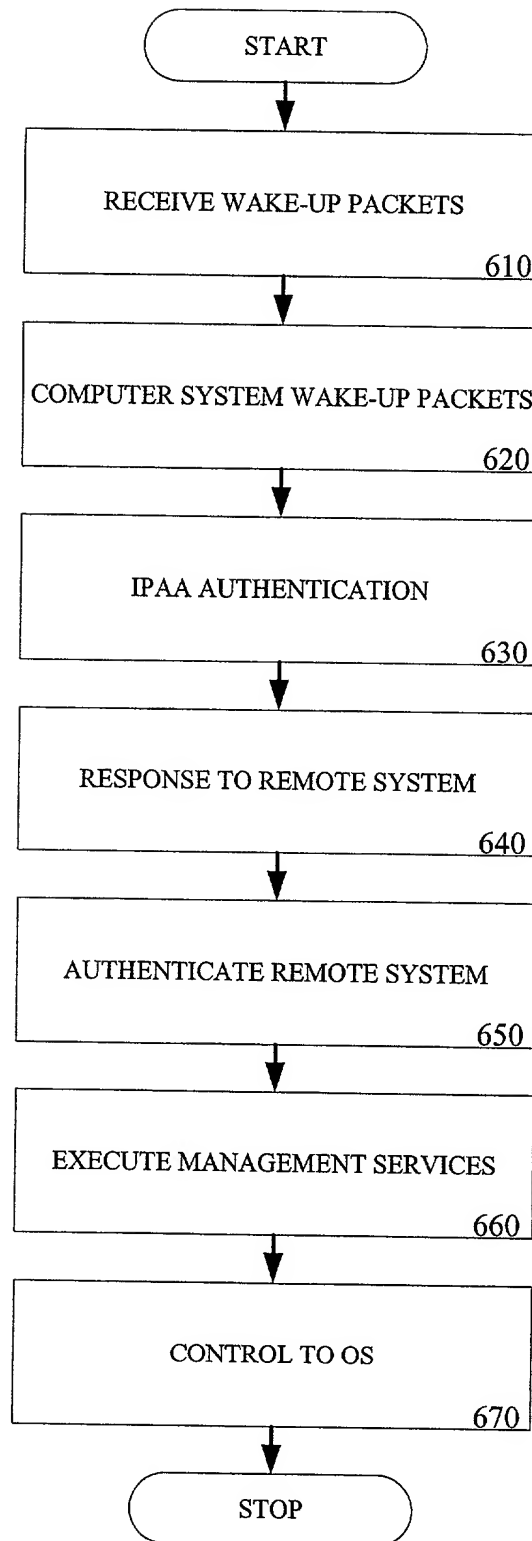 START
RECEIVE WAKE-UP PACKETS
610
COMPUTER SYSTEM WAKE-UP PACKETS
620
IPAA AUTHENTICATION
630
RESPONSE TO REMOTE SYSTEM
640
AUTHENTICATE REMOTE SYSTEM
650
EXECUTE MANAGEMENT SERVICES
660
CONTROL TO OS
670
STOP